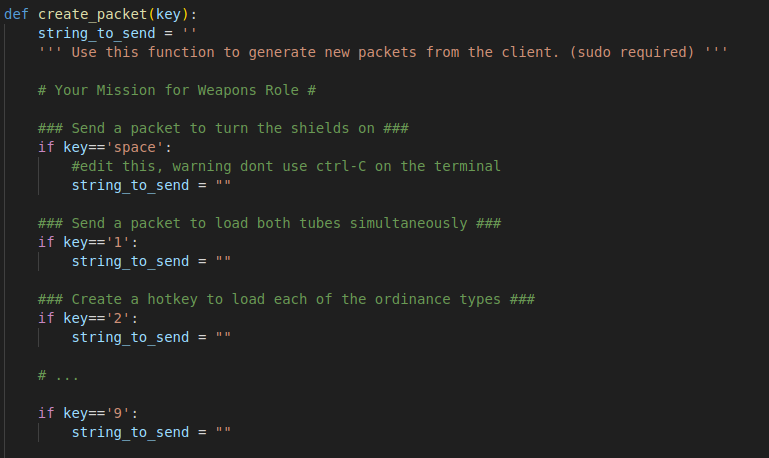 def create_packet(key):
    string_to_send = ''
    ''' Use this function to generate new packets from the client. (sudo required) '''
    # Your Mission for Weapons Role #
    ### Send a packet to turn the shields on ###
    if key=='space':
        #edit this, warning dont use ctrl-C on the terminal
        string_to_send = ""
    ### Send a packet to load both tubes simultaneously ###
    if key=='1':
        string_to_send = ""
    ### Create a hotkey to load each of the ordinance types ###
    if key=='2':
        string_to_send = ""
    # ...
    if key=='9':
        string_to_send = ""